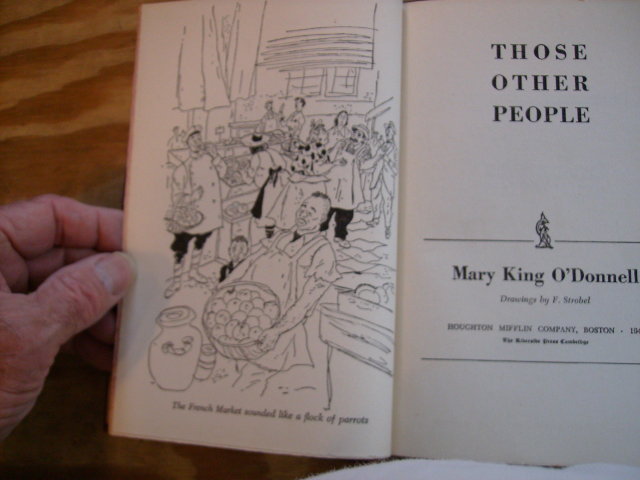 The French Market sounded like a flock of parrots
THOSE
OTHER
PEOPLE
Mary King O'Donnell
Drawings by F. Strobel
HOUGHTON MIFFLIN COMPANY, BOSTON · 194
The Riverside Press Cambridge